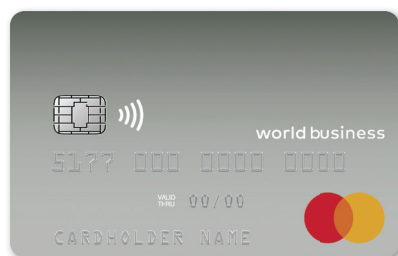 world business
5177 000 0000 0000
VALID THRU 00/00
CARDHOLDER NAME